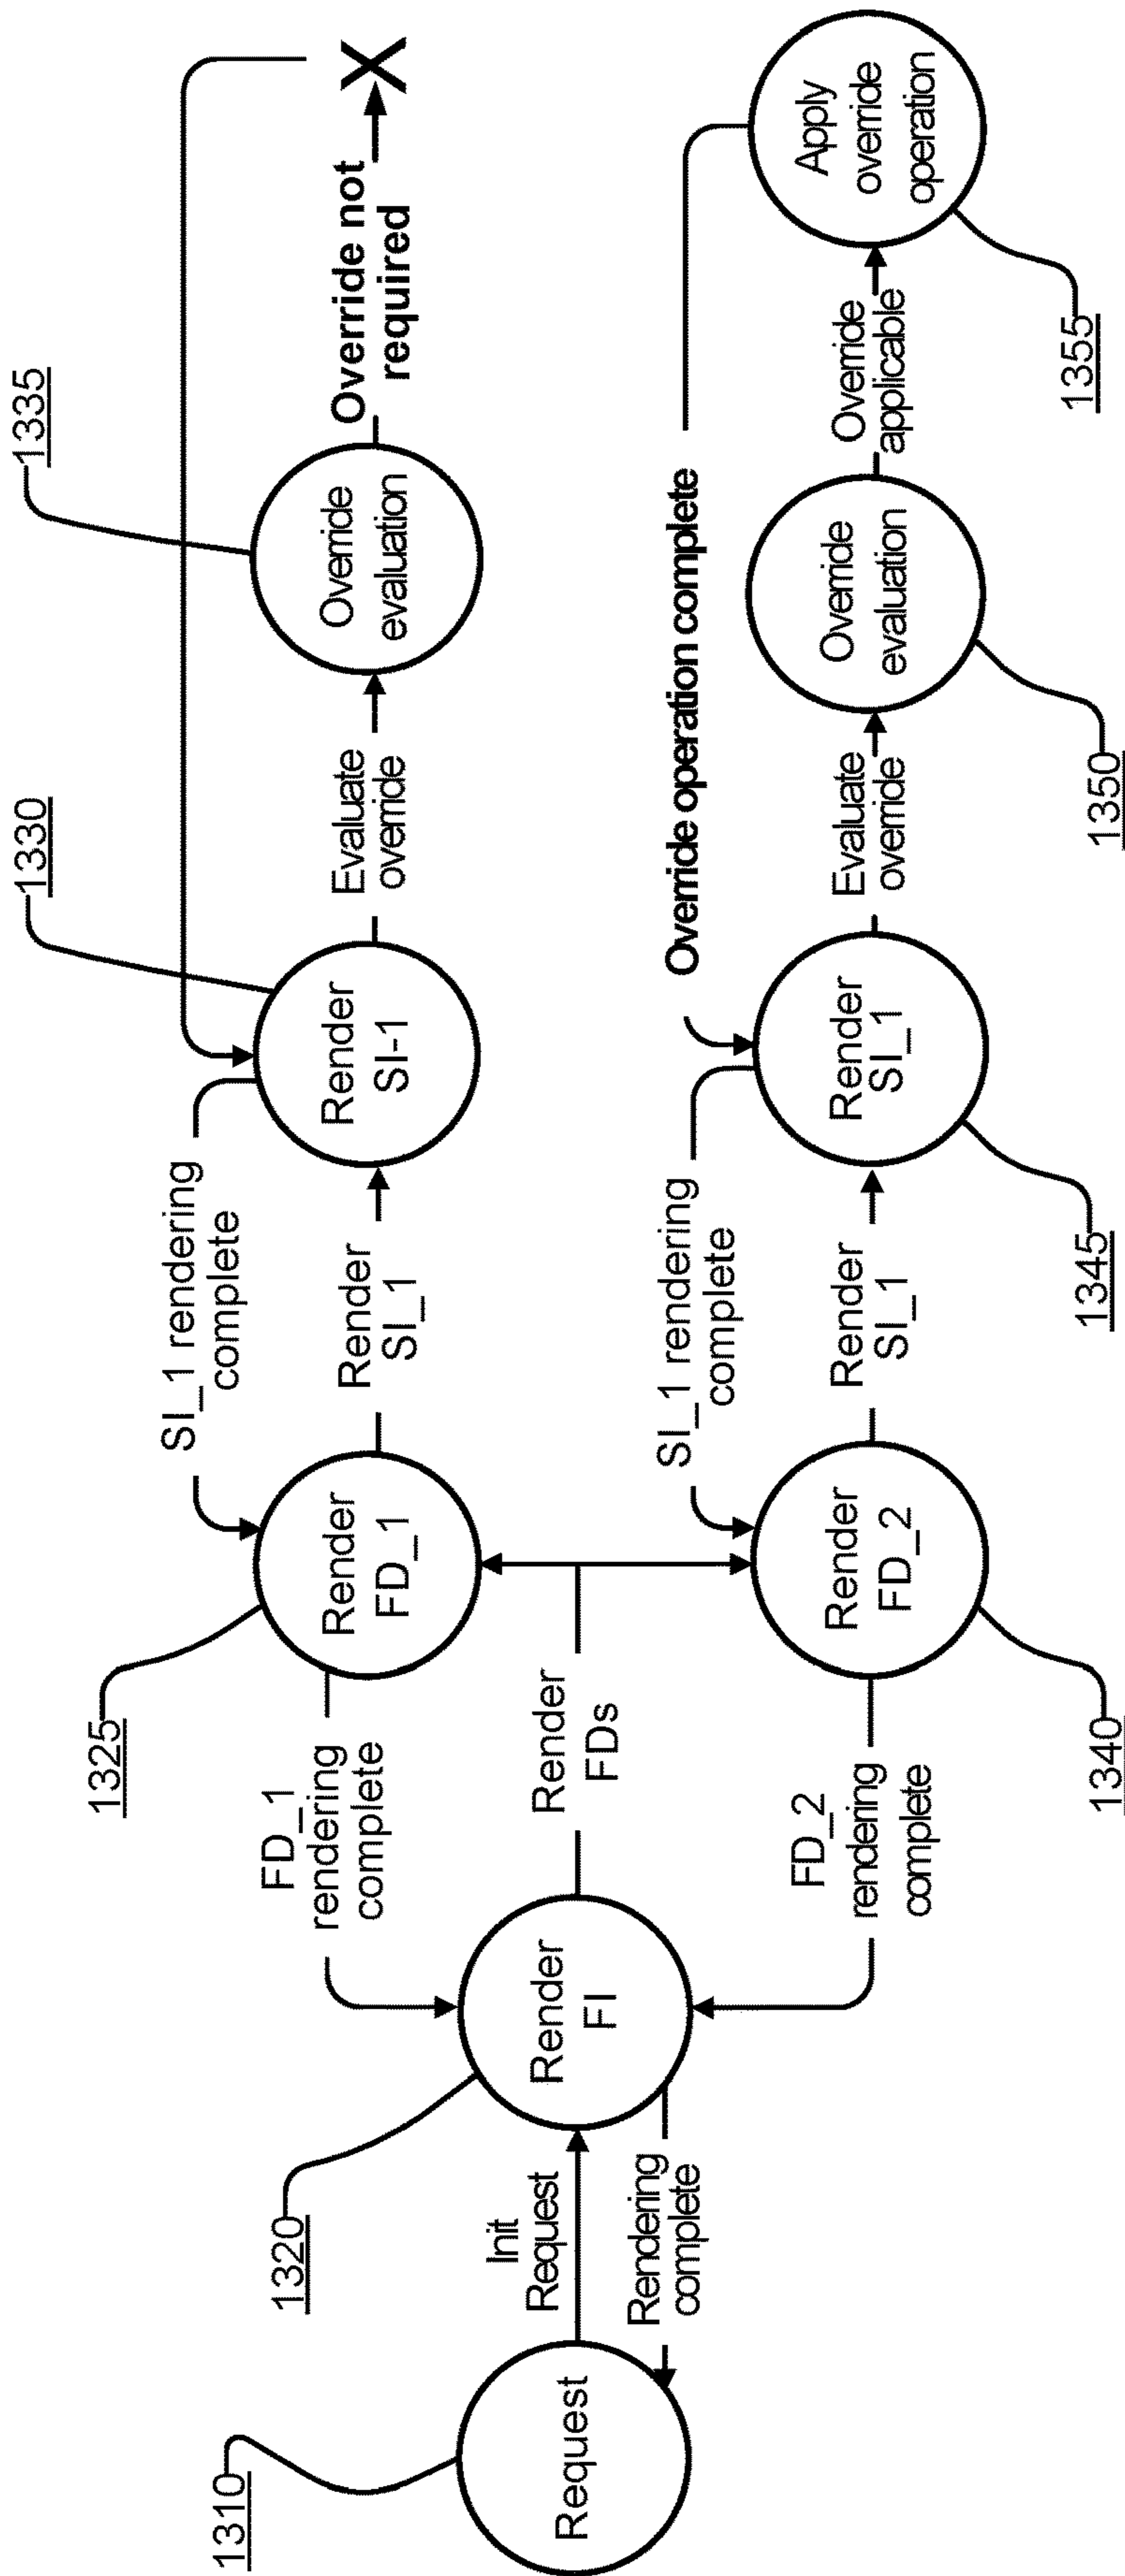 1310
Request
Init
Request
Rendering
complete
1320
Render
FI
FD_1
rendering
complete
Render
FDs
FD_2
rendering
complete
1325
Render
FD_1
SI_1 rendering
complete
Render
SI_1
1330
Render
SI-1
Evaluate
override
1335
Override
evaluation
Override not
required
X
1340
Render
FD_2
SI_1 rendering
complete
Render
SI_1
1345
Render
SI_1
Override operation complete
Evaluate
override
1350
Override
evaluation
Override
applicable
1355
Apply
override
operation